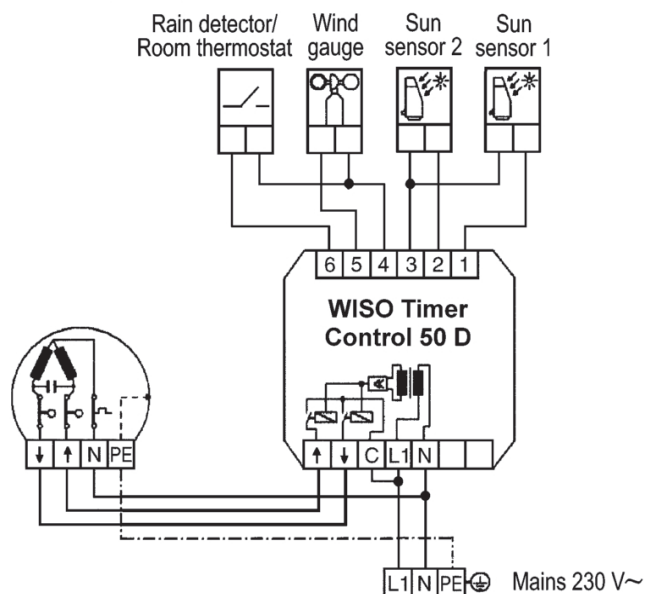 Rain detector/
Room thermostat
Wind
gauge
Sun
sensor 2
Sun
sensor 1
6 5 4 3 2 1
WISO Timer
Control 50 D
↓ ↑ N PE
↑ ↓ C L1 N
L1 N PE Mains 230 V~